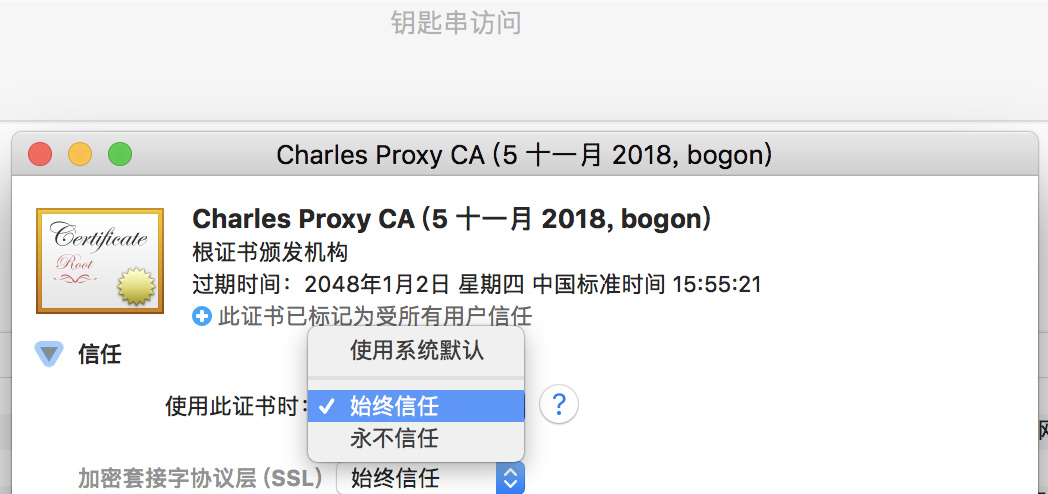 钥匙串访问
Charles Proxy CA (5 十一月 2018, bogon)
Certificate
Root
Charles Proxy CA (5 十一月 2018, bogon)
根证书颁发机构
过期时间：2048年1月2日 星期四 中国标准时间 15:55:21
此证书已标记为受所有用户信任
信任
使用系统默认
使用此证书时: ✓ 始终信任 ?
永不信任
加密套接字协议层 (SSL) 始终信任